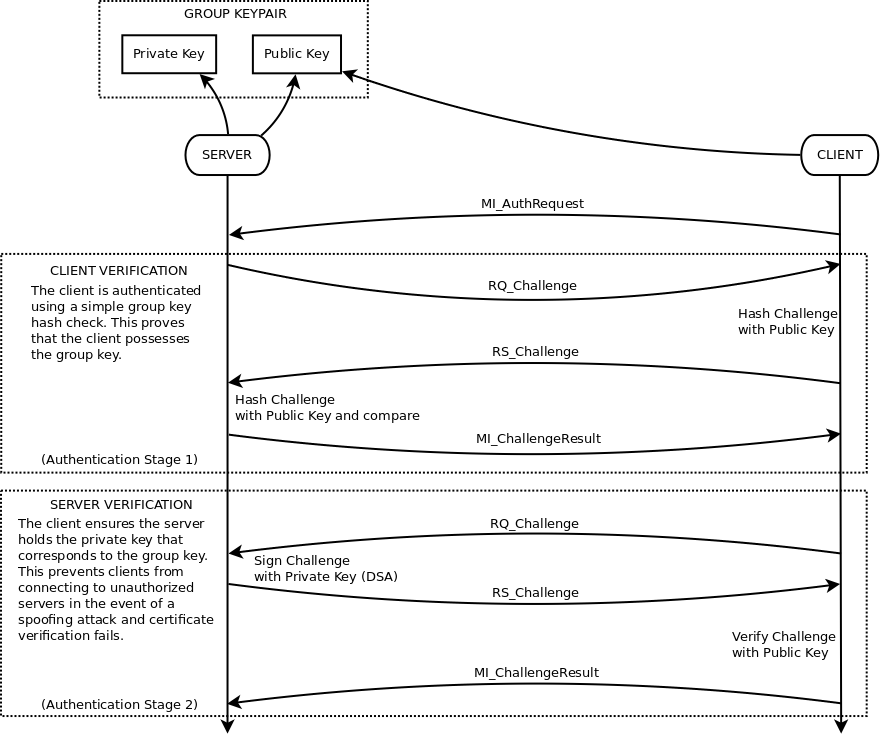 GROUP KEYPAIR
Private Key
Public Key
SERVER
CLIENT
MI_AuthRequest
CLIENT VERIFICATION
The client is authenticated
using a simple group key
hash check. This proves
that the client possesses
the group key.
RQ_Challenge
Hash Challenge
with Public Key
RS_Challenge
Hash Challenge
with Public Key and compare
MI_ChallengeResult
(Authentication Stage 1)
SERVER VERIFICATION
The client ensures the server
holds the private key that
corresponds to the group key.
This prevents clients from
connecting to unauthorized
servers in the event of a
spoofing attack and certificate
verification fails.
RQ_Challenge
Sign Challenge
with Private Key (DSA)
RS_Challenge
Verify Challenge
with Public Key
MI_ChallengeResult
(Authentication Stage 2)